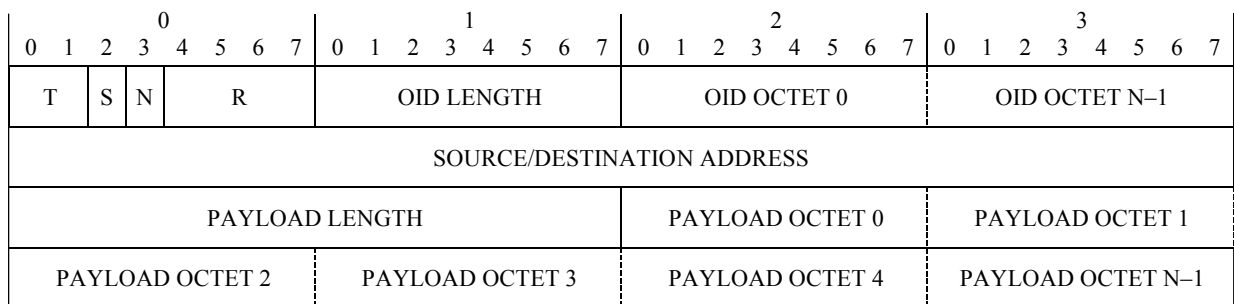 0 1 2 3
0 1 2 3 4 5 6 7 0 1 2 3 4 5 6 7 0 1 2 3 4 5 6 7 0 1 2 3 4 5 6 7
T S N R OID LENGTH OID OCTET 0 OID OCTET N–1
SOURCE/DESTINATION ADDRESS
PAYLOAD LENGTH PAYLOAD OCTET 0 PAYLOAD OCTET 1
PAYLOAD OCTET 2 PAYLOAD OCTET 3 PAYLOAD OCTET 4 PAYLOAD OCTET N–1